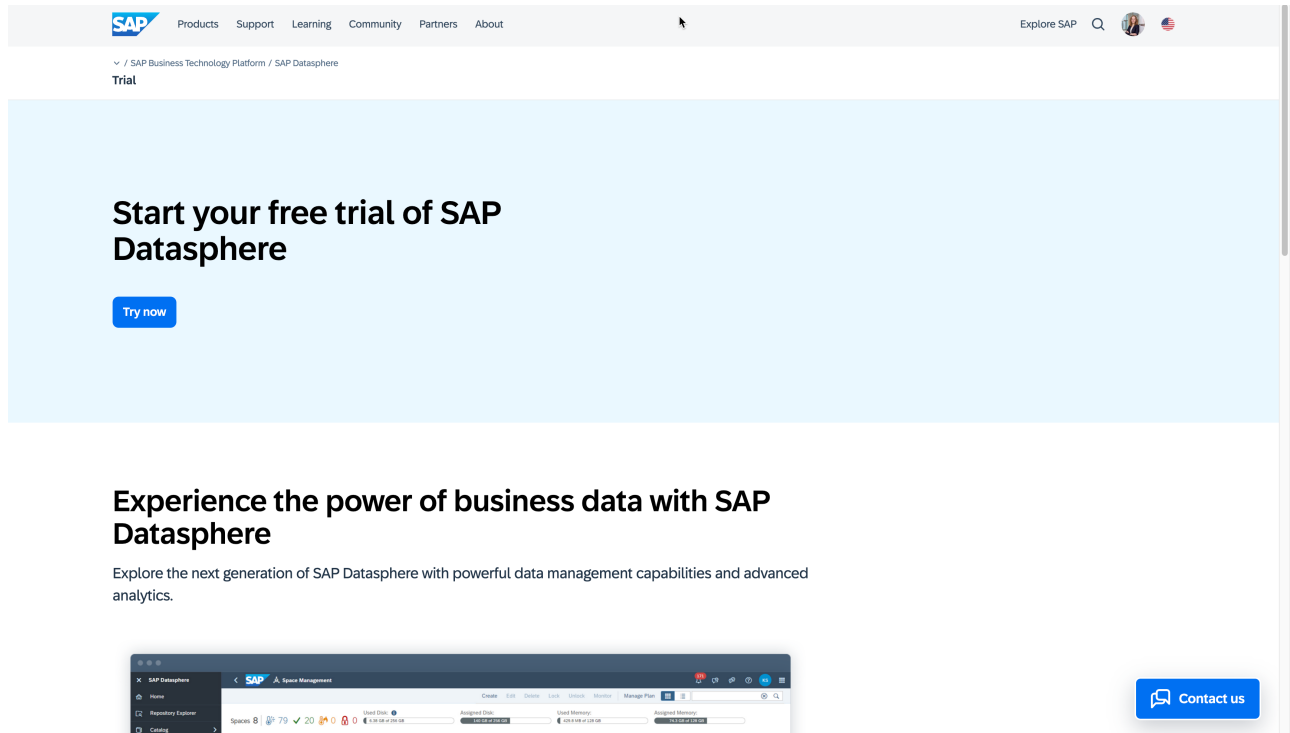 SAP Products Support Learning Community Partners About Explore SAP
/ SAP Business Technology Platform / SAP Datasphere
Trial
Start your free trial of SAP
Datasphere
Try now
Experience the power of business data with SAP
Datasphere
Explore the next generation of SAP Datasphere with powerful data management capabilities and advanced
analytics.
SAP Datasphere SAP Space Management KS
Home Create Edit Delete Lock Unlock Monitor Manage Plan
Repository Explorer
Used Disk: Assigned Disk: Used Memory: Assigned Memory:
Spaces 8 79 20 0 0
Catalog
Contact us